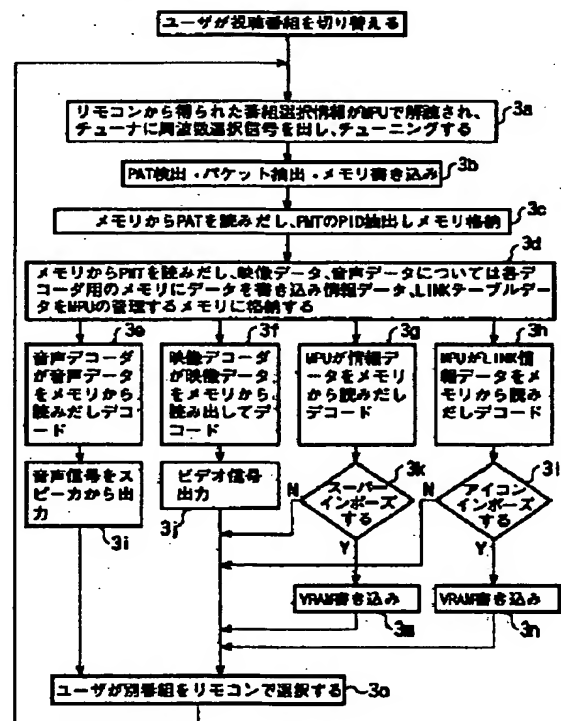 ユーザが視聴番組を切り替える
リモコンから得られた番組選択情報がMPUで解読され、
チューナに周波数選択信号を出し、チューニングする
3a
PAT検出・パケット抽出・メモリ書き込み
3b
メモリからPATを読みだし、PMTのPID抽出しメモリ格納
3c
3d
メモリからPMTを読みだし、映像データ、音声データについては各デ
コーダ用のメモリにデータを書き込み情報データ、LINKテーブルデー
タをMPUの管理するメモリに格納する
3e
音声デコーダ
が音声データ
をメモリから
読みだしデコ
ード
3f
映像デコーダ
が映像データ
をメモリから
読み出してデ
コード
3g
MPUが情報デ
ータをメモリ
から読みだし
デコード
3h
MPUがLINK情
報データをメ
モリから読み
だしデコード
音声信号をス
ピーカから出
力
3i
ビデオ信号
出力
3j
N
スーパー
インポーズ
する
3k
Y
N
アイコン
インポーズ
する
3l
Y
VRAM書き込み
3m
VRAM書き込み
3n
ユーザが別番組をリモコンで選択する
3o